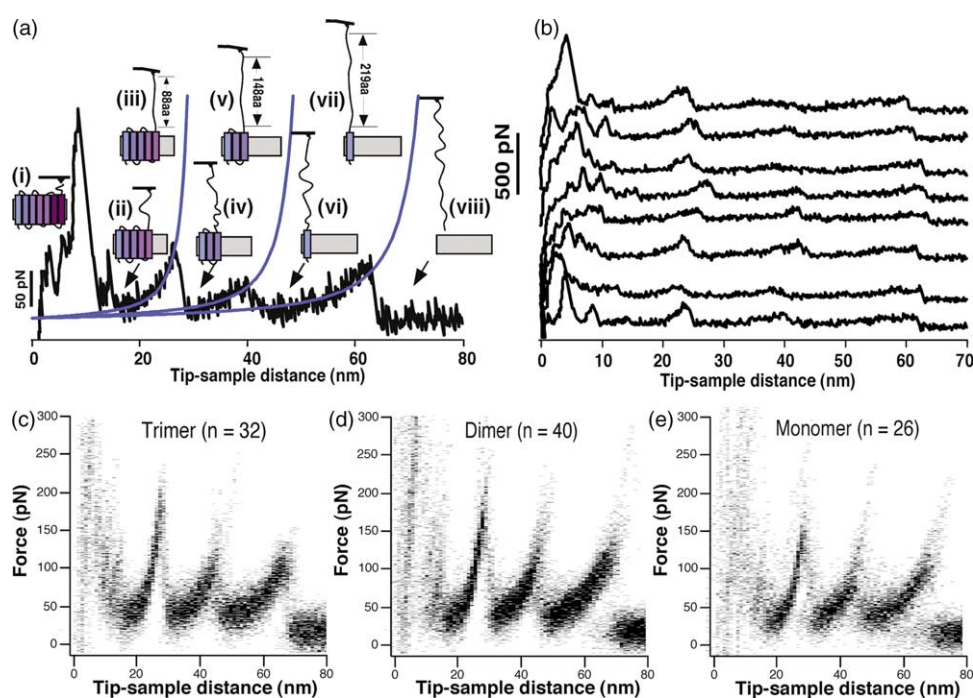 (a)
(i)
(ii)
(iii)
88aa
(iv)
(v)
148aa
(vi)
(vii)
219aa
(viii)
50 pN
0 20 40 60 80
Tip-sample distance (nm)
(b)
500 pN
0 10 20 30 40 50 60 70
Tip-sample distance (nm)
(c)
Trimer (n = 32)
Force (pN)
300
250
200
150
100
50
0
0 20 40 60 80
Tip-sample distance (nm)
(d)
Dimer (n = 40)
Force (pN)
300
250
200
150
100
50
0
0 20 40 60 80
Tip-sample distance (nm)
(e)
Monomer (n = 26)
Force (pN)
300
250
200
150
100
50
0
0 20 40 60 80
Tip-sample distance (nm)